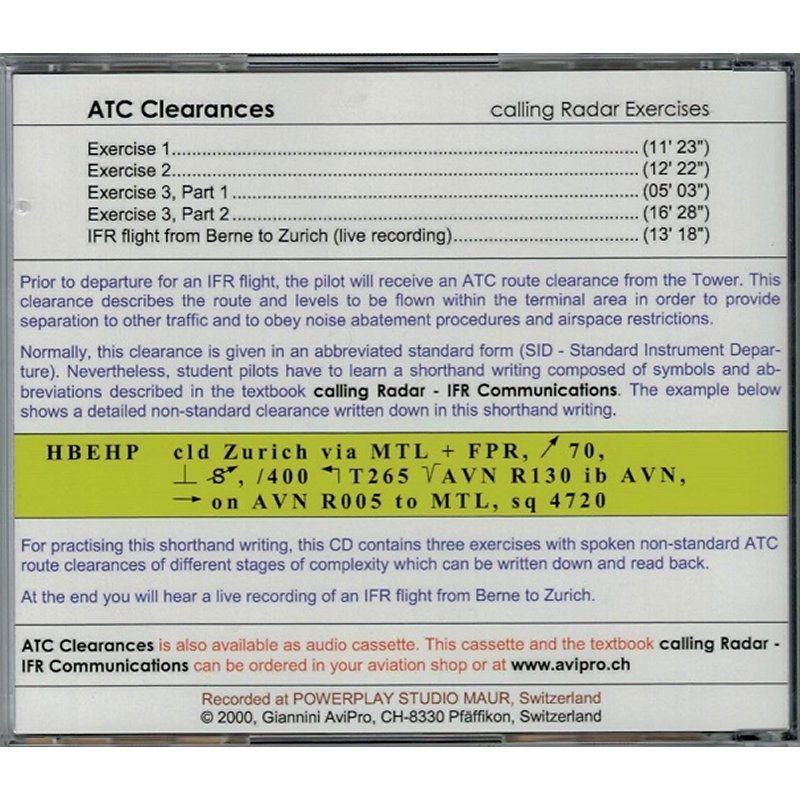 ATC Clearances calling Radar Exercises
Exercise 1.......................................................................................... (11' 23")
Exercise 2.......................................................................................... (12' 22")
Exercise 3, Part 1 ............................................................................... (05' 03")
Exercise 3, Part 2 ............................................................................... (16' 28")
IFR flight from Berne to Zurich (live recording)................................... (13' 18")
Prior to departure for an IFR flight, the pilot will receive an ATC route clearance from the Tower. This
clearance describes the route and levels to be flown within the terminal area in order to provide
separation to other traffic and to obey noise abatement procedures and airspace restrictions.
Normally, this clearance is given in an abbreviated standard form (SID - Standard Instrument Depar-
ture). Nevertheless, student pilots have to learn a shorthand writing composed of symbols and ab-
breviations described in the textbook calling Radar - IFR Communications. The example below
shows a detailed non-standard clearance written down in this shorthand writing.
HBEHP cld Zurich via MTL + FPR, ↗ 70,
⊥ S, /400 ↰ T265 √AVN R130 ib AVN,
→ on AVN R005 to MTL, sq 4720
For practising this shorthand writing, this CD contains three exercises with spoken non-standard ATC
route clearances of different stages of complexity which can be written down and read back.
At the end you will hear a live recording of an IFR flight from Berne to Zurich.
ATC Clearances is also available as audio cassette. This cassette and the textbook calling Radar -
IFR Communications can be ordered in your aviation shop or at www.avipro.ch
Recorded at POWERPLAY STUDIO MAUR, Switzerland
© 2000, Giannini AviPro, CH-8330 Pfäffikon, Switzerland